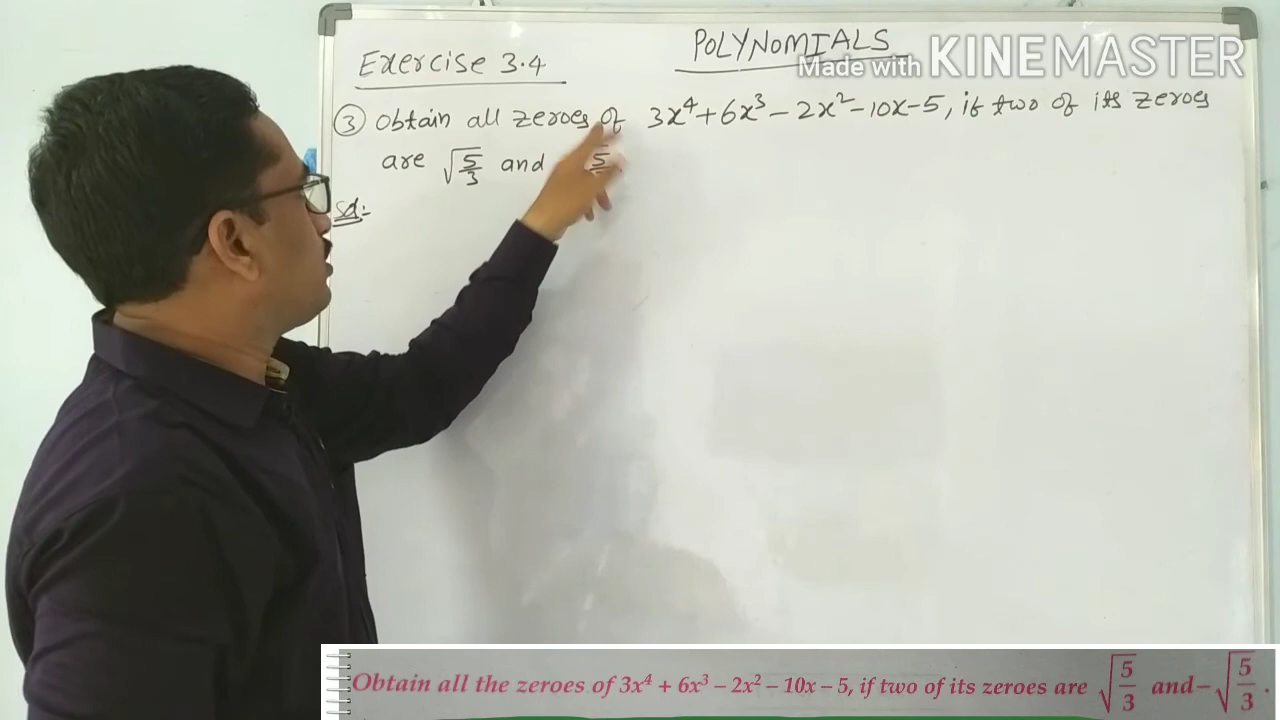 POLYNOMIALS
Made with KINEMASTER
Exercise 3.4
③ Obtain all zeroes of 3x⁴+6x³-2x²-10x-5, if two of its zeroes
are √5/3 and 5
Sol:-
Obtain all the zeroes of 3x⁴ + 6x³ – 2x² – 10x – 5, if two of its zeroes are √5/3 and –√5/3.